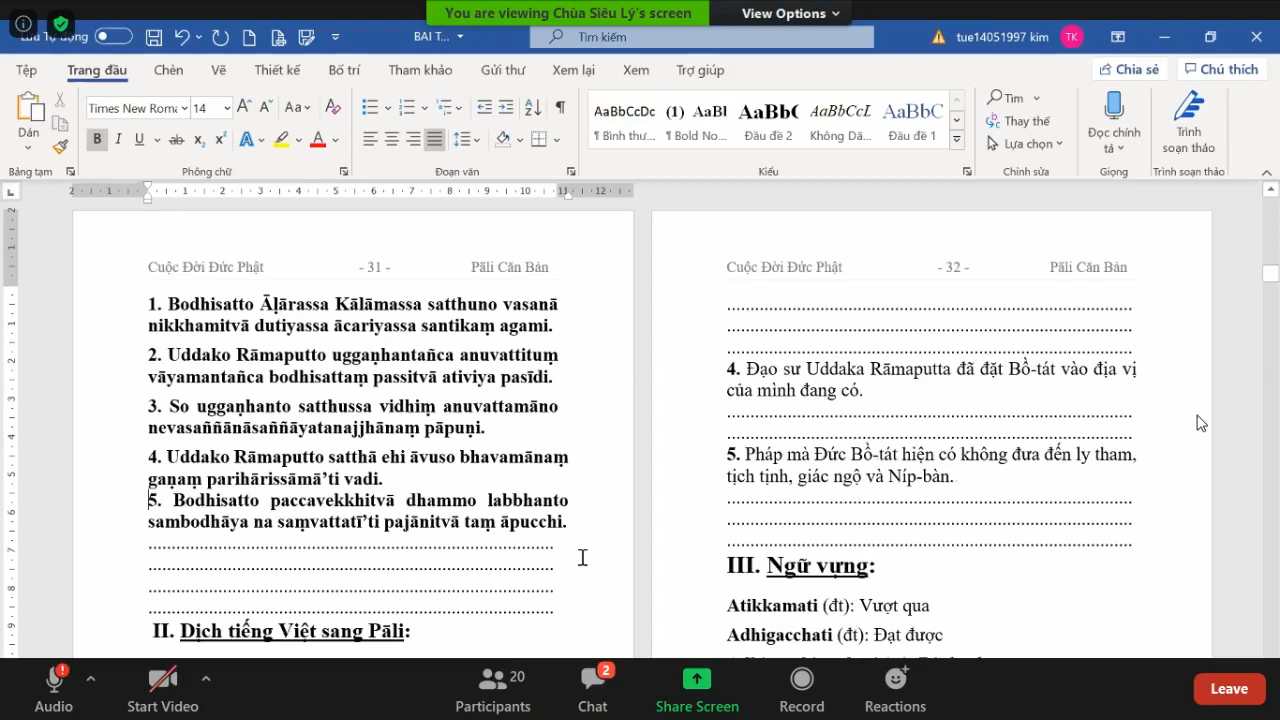 You are viewing Chùa Siêu Lý's screen
View Options
Lưu Tự động
BAI T...
Tìm kiếm
tue14051997 kim
TK
Tệp
Trang đầu
Chèn
Vẽ
Thiết kế
Bố trí
Tham khảo
Gửi thư
Xem lại
Xem
Trợ giúp
Chia sẻ
Chú thích
Dán
Times New Roma
14
AaBbCcDc
(1) AaBl
AaBb(
AaBbCcL
AaBbC
¶ Bình thư...
¶ Bold No...
Đầu đề 2
Không Dã...
Đầu đề 1
Tìm
Thay thế
Lựa chọn
Đọc chính tả
Trình soạn thảo
Bảng tạm
Phông chữ
Đoạn văn
Kiểu
Chỉnh sửa
Giọng
Trình soạn thảo
Cuộc Đời Đức Phật - 31 - Pāli Căn Bản
1. Bodhisatto Āḷārassa Kālāmassa satthuno vasanā
nikkhamitvā dutiyassa ācariyassa santikaṃ agami.
2. Uddako Rāmaputto uggaṇhantañca anuvattituṃ
vāyamantañca bodhisattaṃ passitvā ativiya pasīdi.
3. So uggaṇhanto satthussa vidhiṃ anuvattamāno
nevasaññānāsaññāyatanajjhānaṃ pāpuṇi.
4. Uddako Rāmaputto satthā ehi āvuso bhavamānaṃ
gaṇaṃ parihārissāmā'ti vadi.
5. Bodhisatto paccavekkhitvā dhammo labbhanto
sambodhāya na saṃvattatī'ti pajānitvā taṃ āpucchi.
II. Dịch tiếng Việt sang Pāli:
Cuộc Đời Đức Phật - 32 - Pāli Căn Bản
4. Đạo sư Uddaka Rāmaputta đã đặt Bồ-tát vào địa vị
của mình đang có.
5. Pháp mà Đức Bồ-tát hiện có không đưa đến ly tham,
tịch tịnh, giác ngộ và Níp-bàn.
III. Ngữ vựng:
Atikkamati (đt): Vượt qua
Adhigacchati (đt): Đạt được
Audio
Start Video
Participants
20
Chat
2
Share Screen
Record
Reactions
Leave